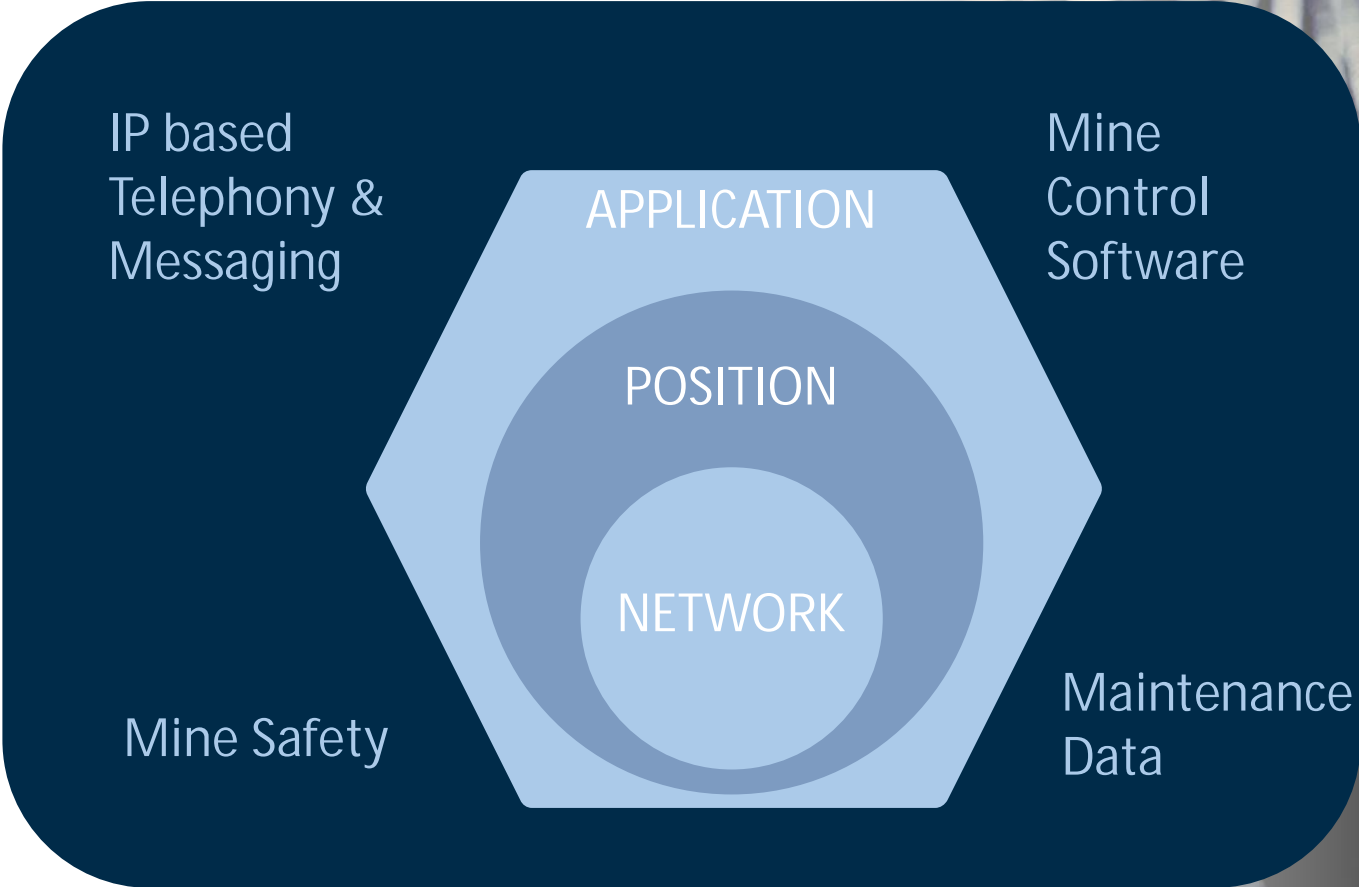 IP based
Telephony &
Messaging
Mine
Control
Software
APPLICATION
POSITION
NETWORK
Mine Safety
Maintenance
Data